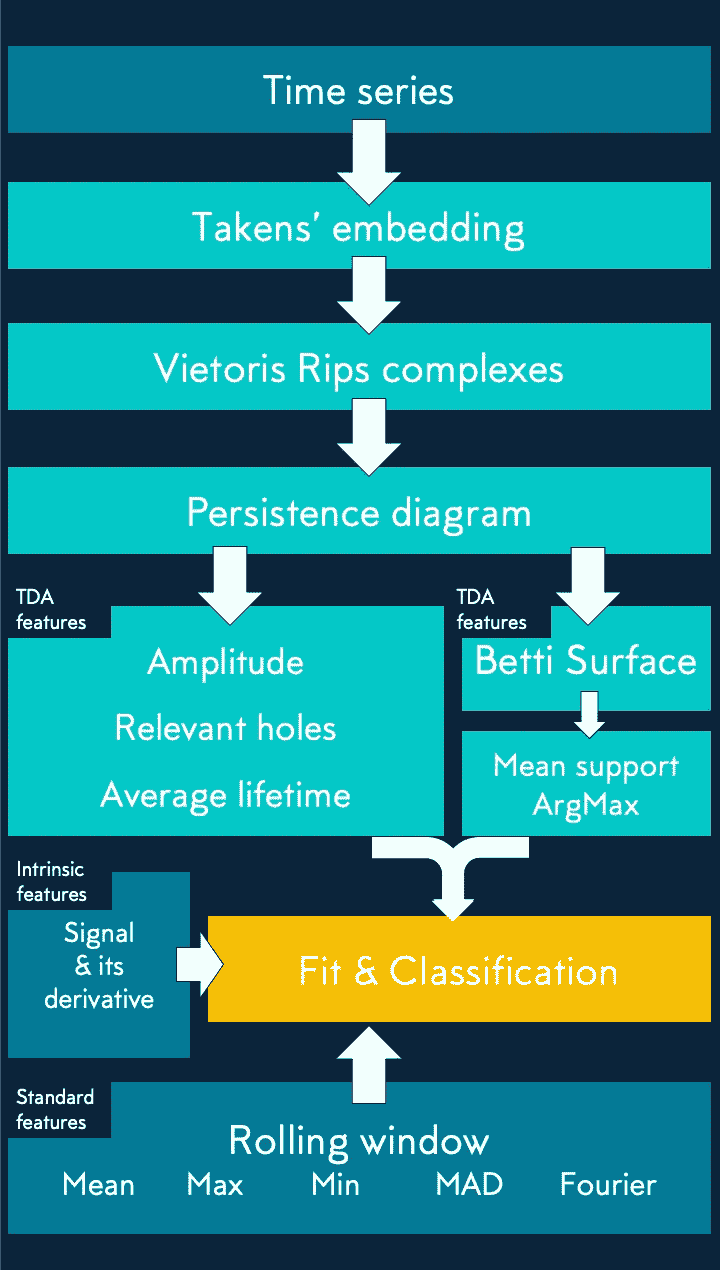 Time series
Takens’ embedding
Vietoris Rips complexes
Persistence diagram
TDA
features
Amplitude
Relevant holes
Average lifetime
TDA
features
Betti Surface
Mean support
ArgMax
Intrinsic
features
Signal
& its
derivative
Fit & Classification
Standard
features
Rolling window
Mean Max Min MAD Fourier